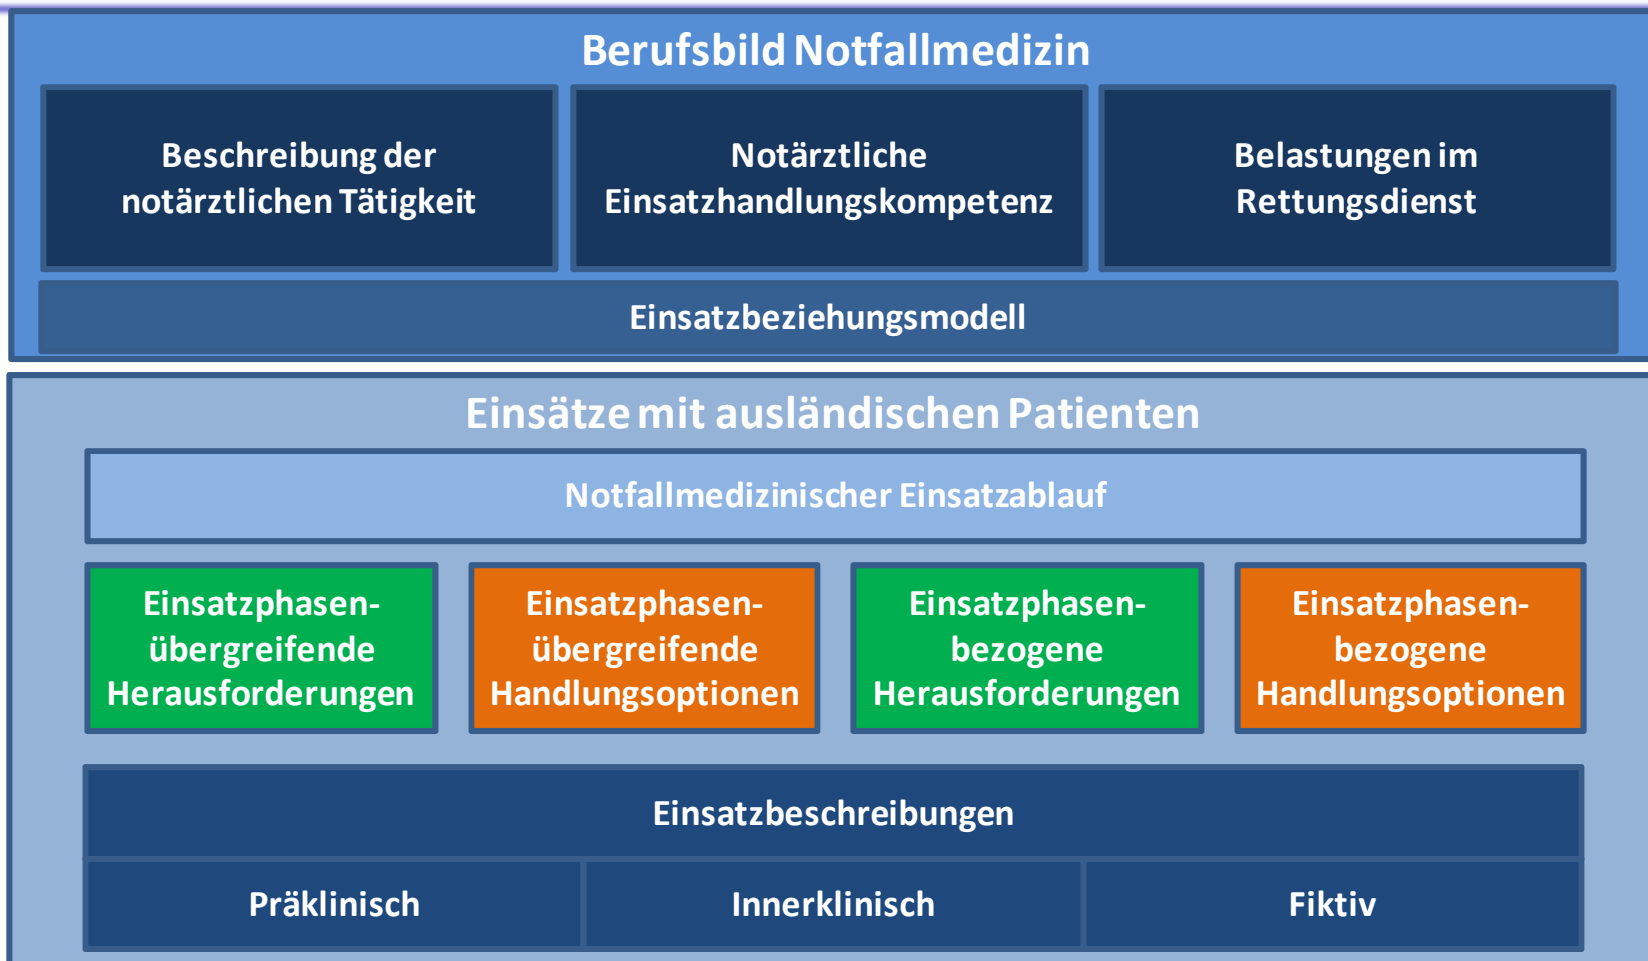 Berufsbild Notfallmedizin
Beschreibung der
notärztlichen Tätigkeit
Notärztliche
Einsatzhandlungskompetenz
Belastungen im
Rettungsdienst
Einsatzbeziehungsmodell
Einsätze mit ausländischen Patienten
Notfallmedizinischer Einsatzablauf
Einsatzphasen-
übergreifende
Herausforderungen
Einsatzphasen-
übergreifende
Handlungsoptionen
Einsatzphasen-
bezogene
Herausforderungen
Einsatzphasen-
bezogene
Handlungsoptionen
Einsatzbeschreibungen
Präklinisch
Innerklinisch
Fiktiv